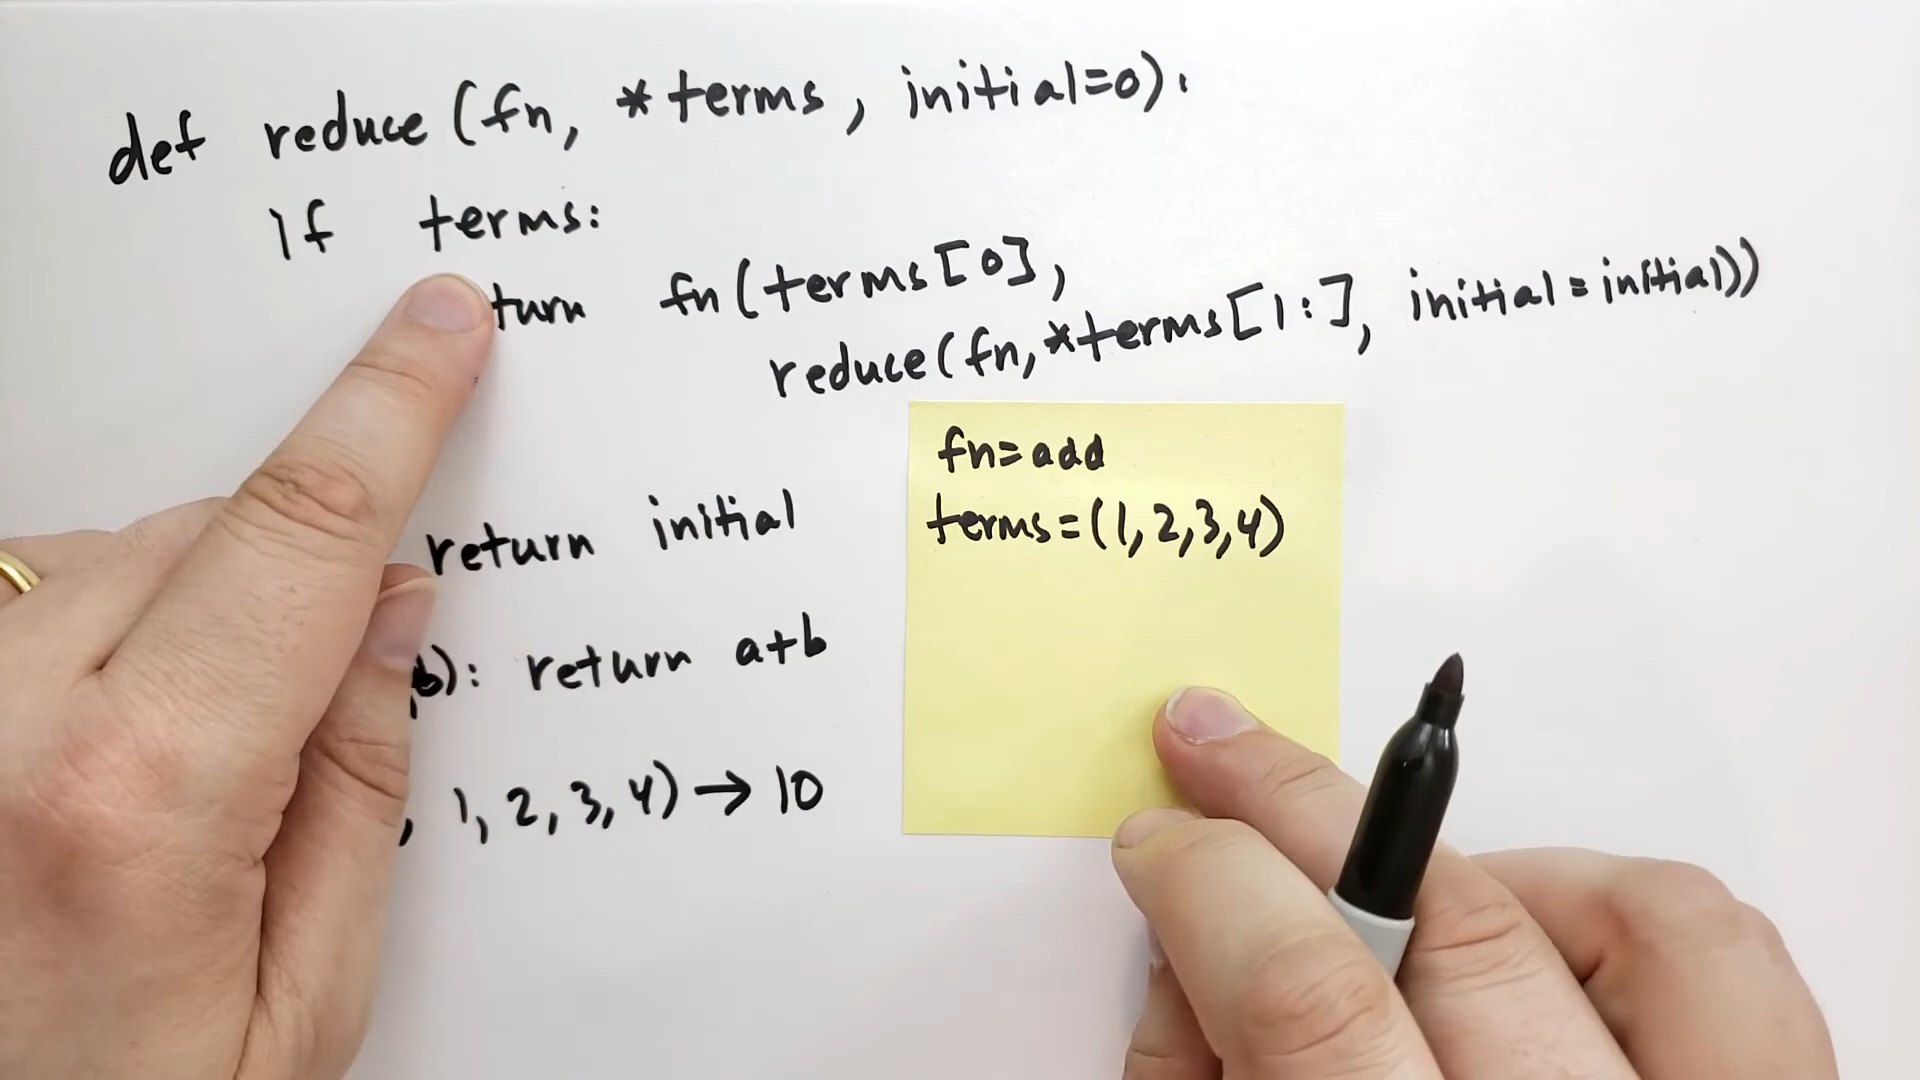 def reduce (fn, *terms, initial=0):
if terms:
turn fn(terms[0],
reduce(fn, *terms[1:], initial=initial))
return initial
b): return a+b
, 1, 2, 3, 4) → 10
fn=add
terms=(1,2,3,4)